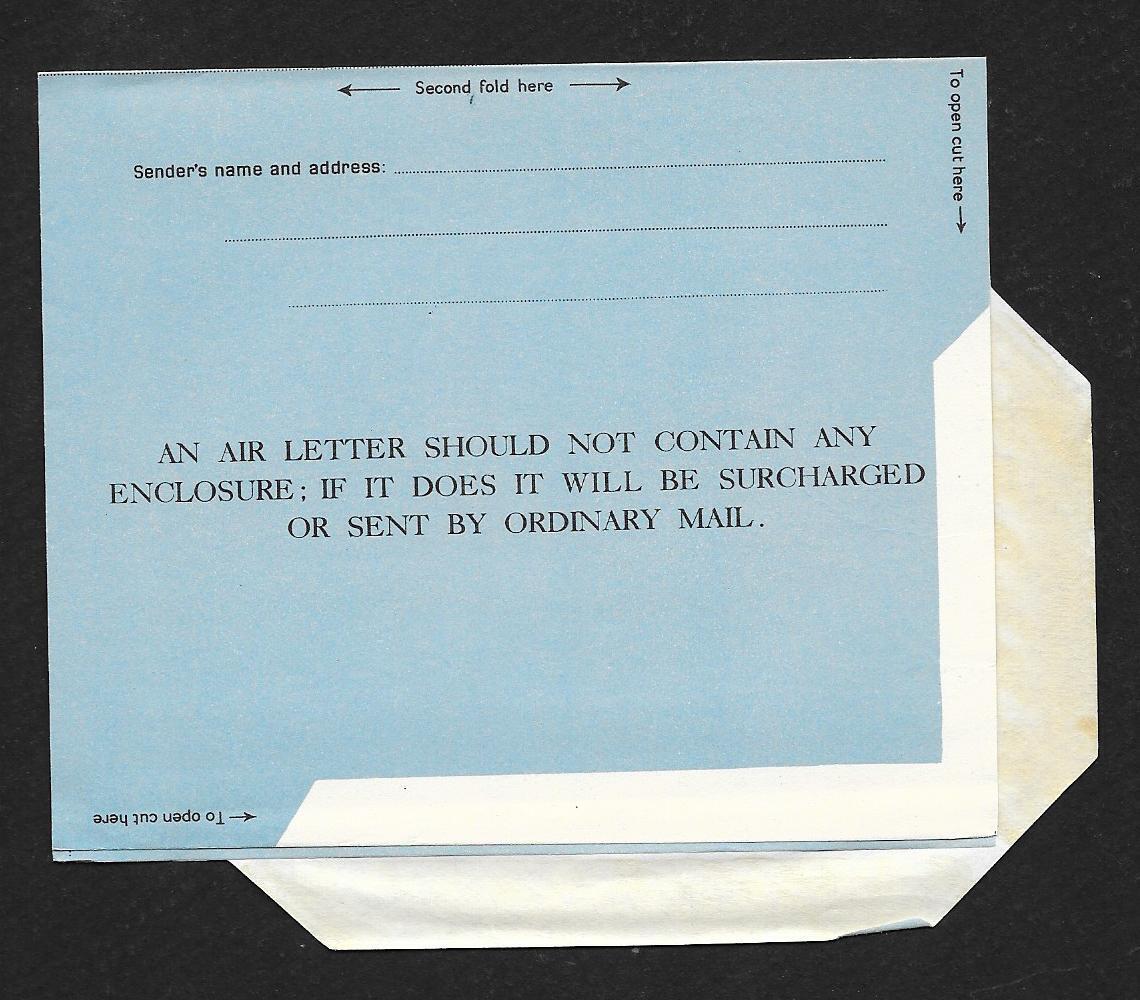 ← Second fold here →
To open cut here →
Sender's name and address:
AN AIR LETTER SHOULD NOT CONTAIN ANY
ENCLOSURE; IF IT DOES IT WILL BE SURCHARGED
OR SENT BY ORDINARY MAIL.
← To open cut here